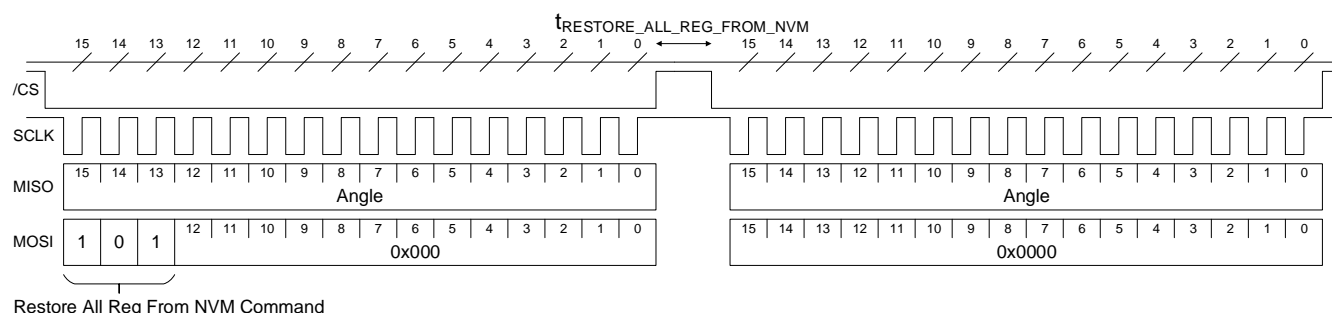 tRESTORE_ALL_REG_FROM_NVM
15 14 13 12 11 10 9 8 7 6 5 4 3 2 1 0 15 14 13 12 11 10 9 8 7 6 5 4 3 2 1 0
/CS
SCLK
15 14 13 12 11 10 9 8 7 6 5 4 3 2 1 0 15 14 13 12 11 10 9 8 7 6 5 4 3 2 1 0
MISO Angle Angle
12 11 10 9 8 7 6 5 4 3 2 1 0 15 14 13 12 11 10 9 8 7 6 5 4 3 2 1 0
MOSI 1 0 1 0x000 0x0000
Restore All Reg From NVM Command